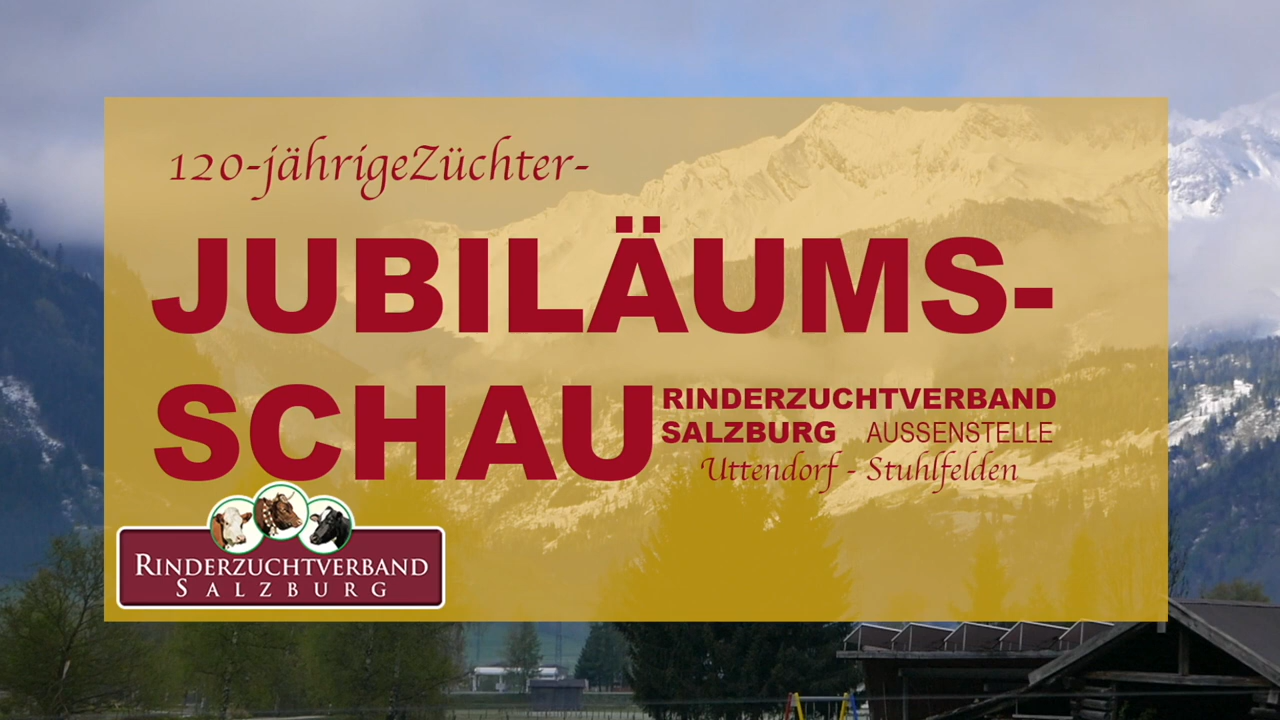 120-jährigeZüchter-
JUBILÄUMS-
SCHAU
RINDERZUCHTVERBAND
SALZBURG AUSSENSTELLE
Uttendorf - Stuhlfelden
RINDERZUCHTVERBAND
SALZBURG